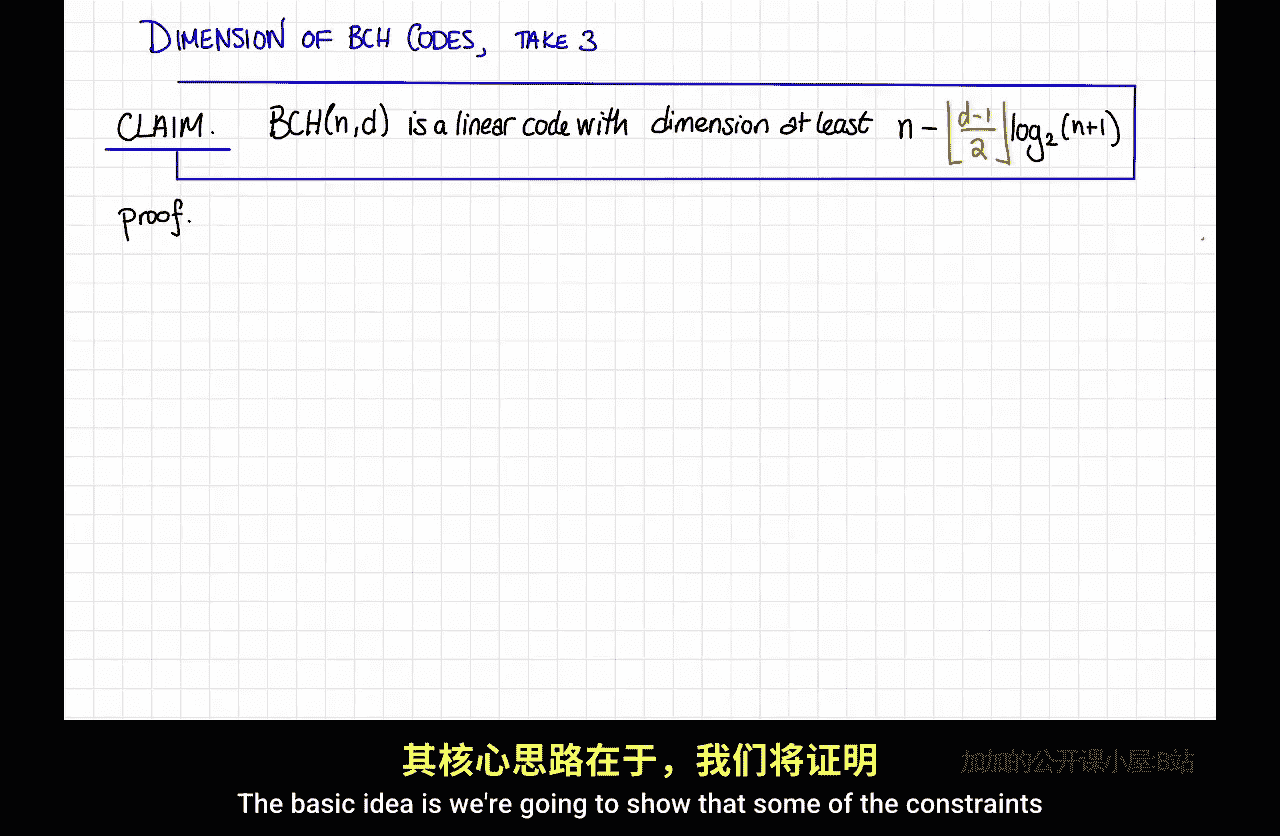 DIMENSION OF BCH CODES, TAKE 3
CLAIM. BCH(n,d) is a linear code with dimension at least n - ⌊(d-1)/2⌋ log₂(n+1)
proof.
其核心思路在于，我们将证明
加加的公开课小屋:B站
The basic idea is we're going to show that some of the constraints